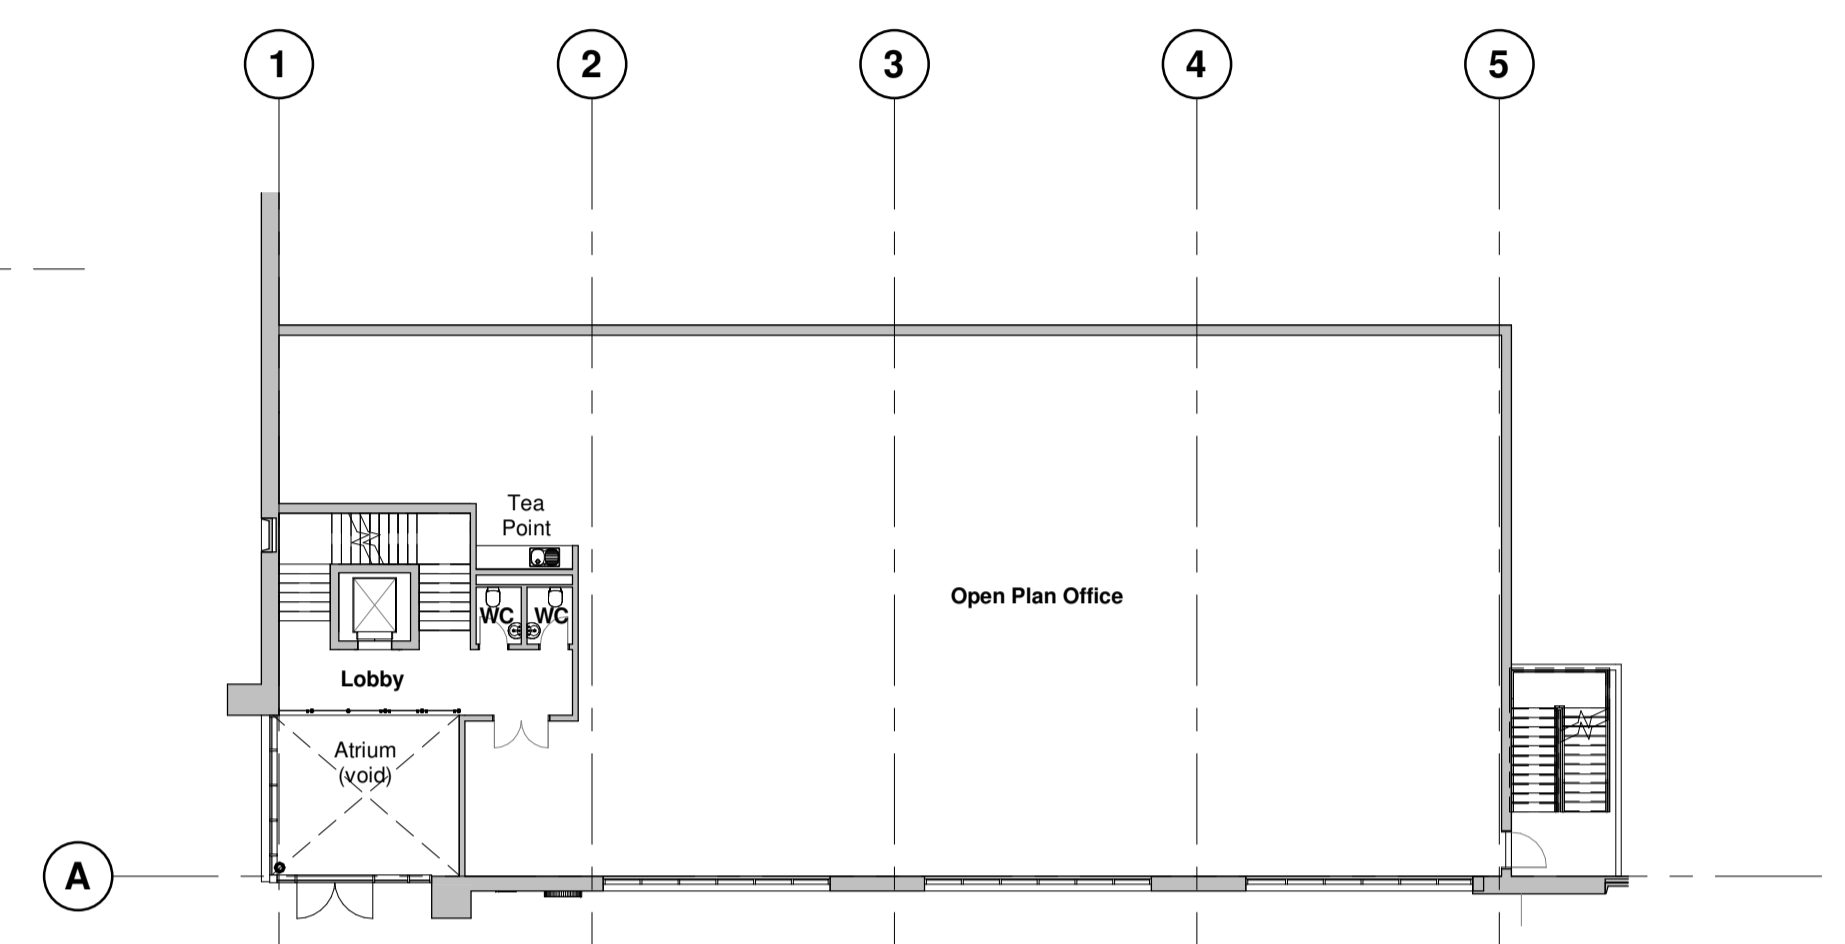 1
2
3
4
5
Tea
Point
WC
WC
Open Plan Office
Lobby
Atrium
(void)
A